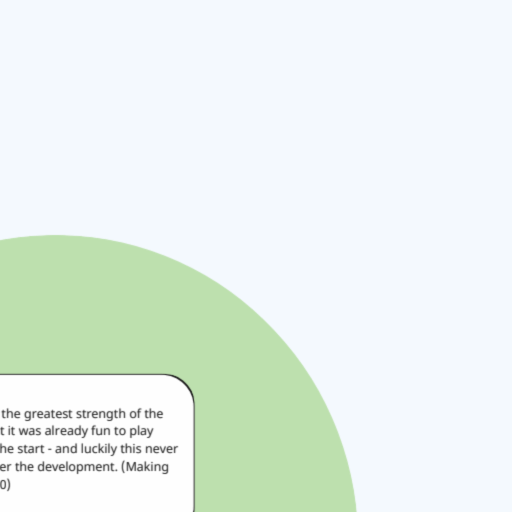 the greatest strength of the
t it was already fun to play
he start - and luckily this never
er the development. (Making
0)